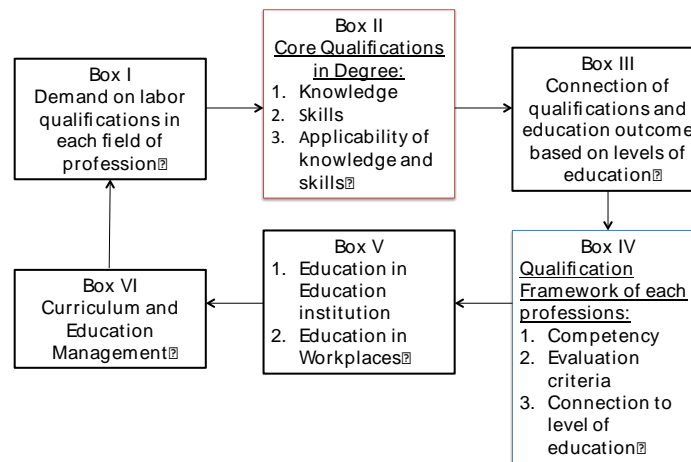 Box I
Demand on labor
qualifications in
each field of
profession⍰
Box II
Core Qualifications
in Degree:
1. Knowledge
2. Skills
3. Applicability of
knowledge and
skills⍰
Box III
Connection of
qualifications and
education outcome
based on levels of
education⍰
Box IV
Qualification
Framework of each
professions:
1. Competency
2. Evaluation
criteria
3. Connection to
level of
education⍰
Box V
1. Education in
Education
institution
2. Education in
Workplaces⍰
Box VI
Curriculum and
Education
Management⍰